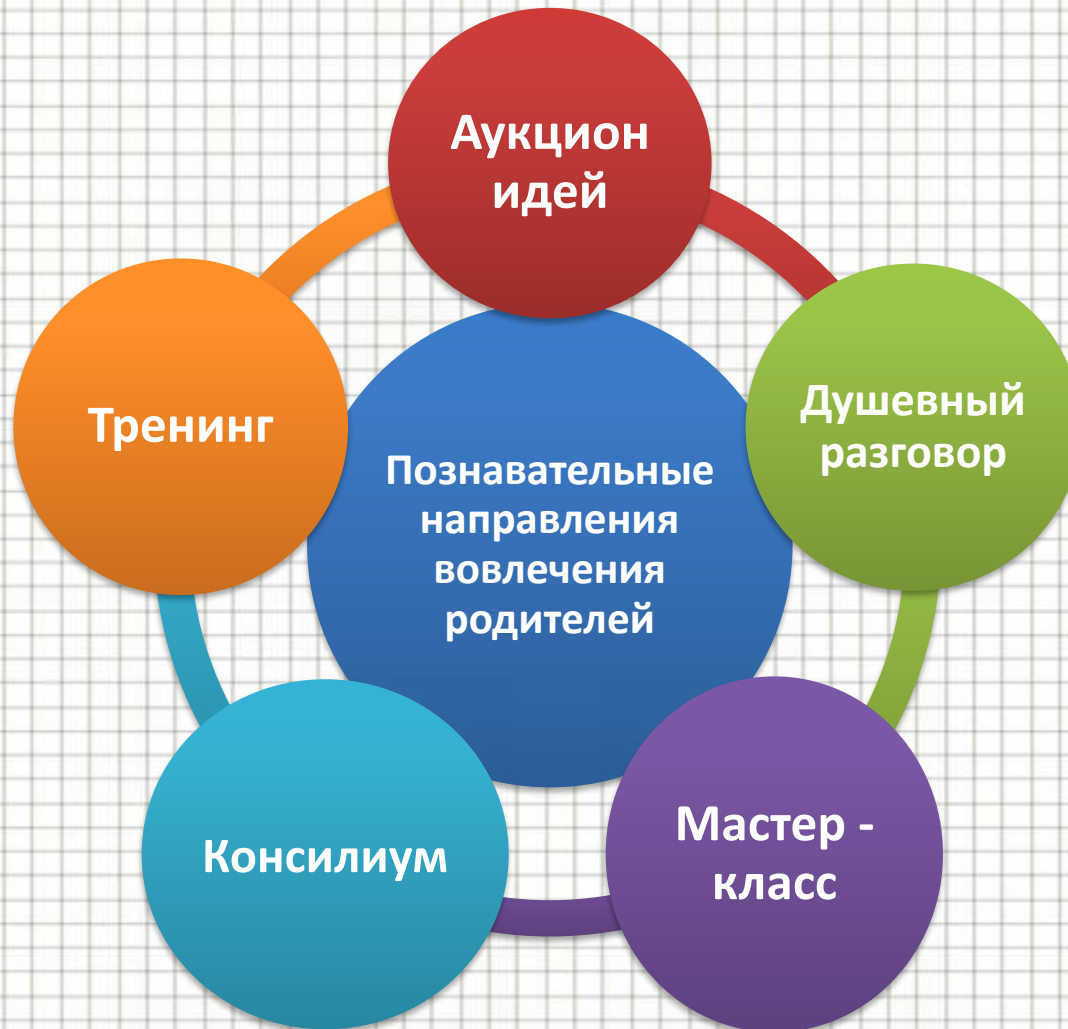 Аукцион
идей
Душевный
разговор
Тренинг
Познавательные
направления
вовлечения
родителей
Мастер -
класс
Консилиум